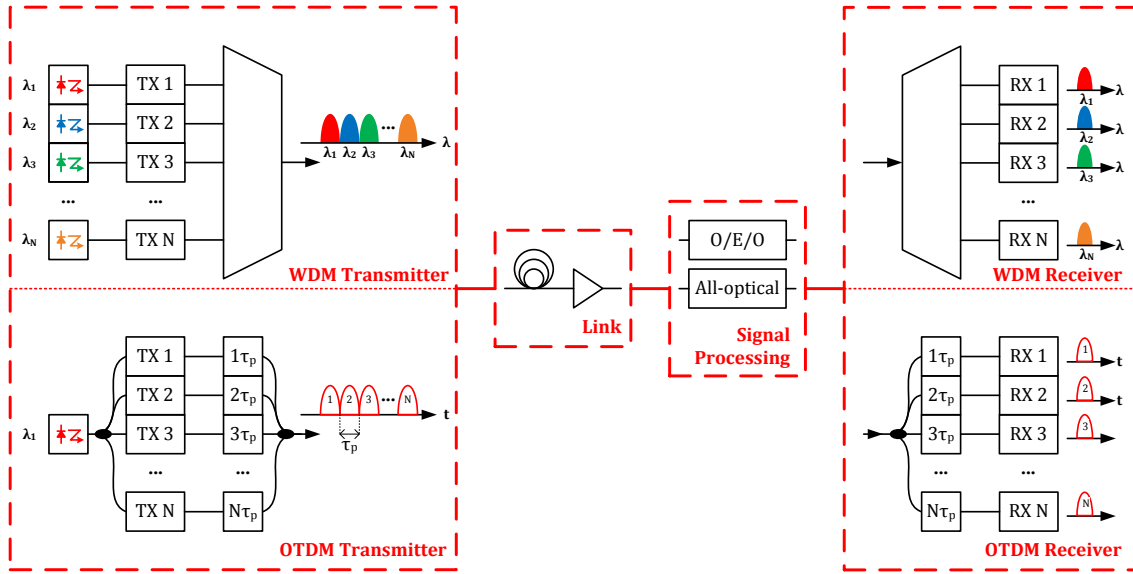 λ1 TX 1
λ2 TX 2
λ3 TX 3
... ...
λN TX N
λ1 λ2 λ3 ... λN λ
WDM Transmitter
RX 1 λ1 λ
RX 2 λ2 λ
RX 3 λ3 λ
...
RX N λN λ
WDM Receiver
Link
O/E/O
All-optical
Signal
Processing
λ1
TX 1 1τp
TX 2 2τp
TX 3 3τp
... ...
TX N Nτp
1 2 3 ... N t
τp
OTDM Transmitter
1τp RX 1 1 t
2τp RX 2 2 t
3τp RX 3 3
... ...
Nτp RX N N
OTDM Receiver